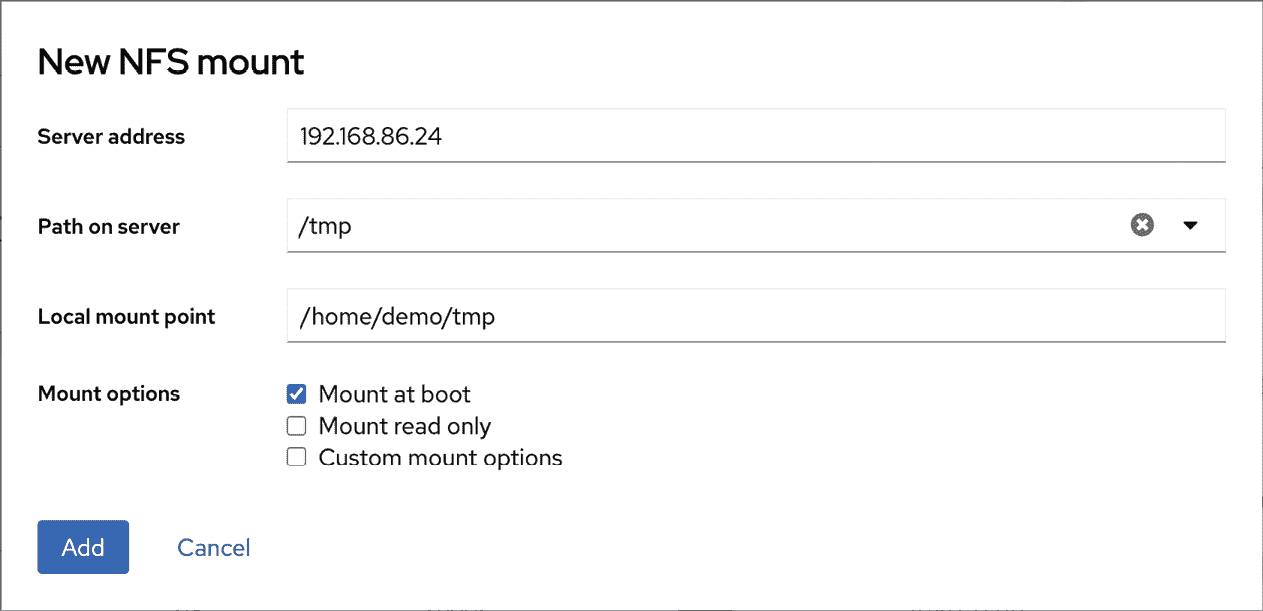 New NFS mount
Server address 192.168.86.24
Path on server /tmp
Local mount point /home/demo/tmp
Mount options Mount at boot
Mount read only
Custom mount options
Add Cancel